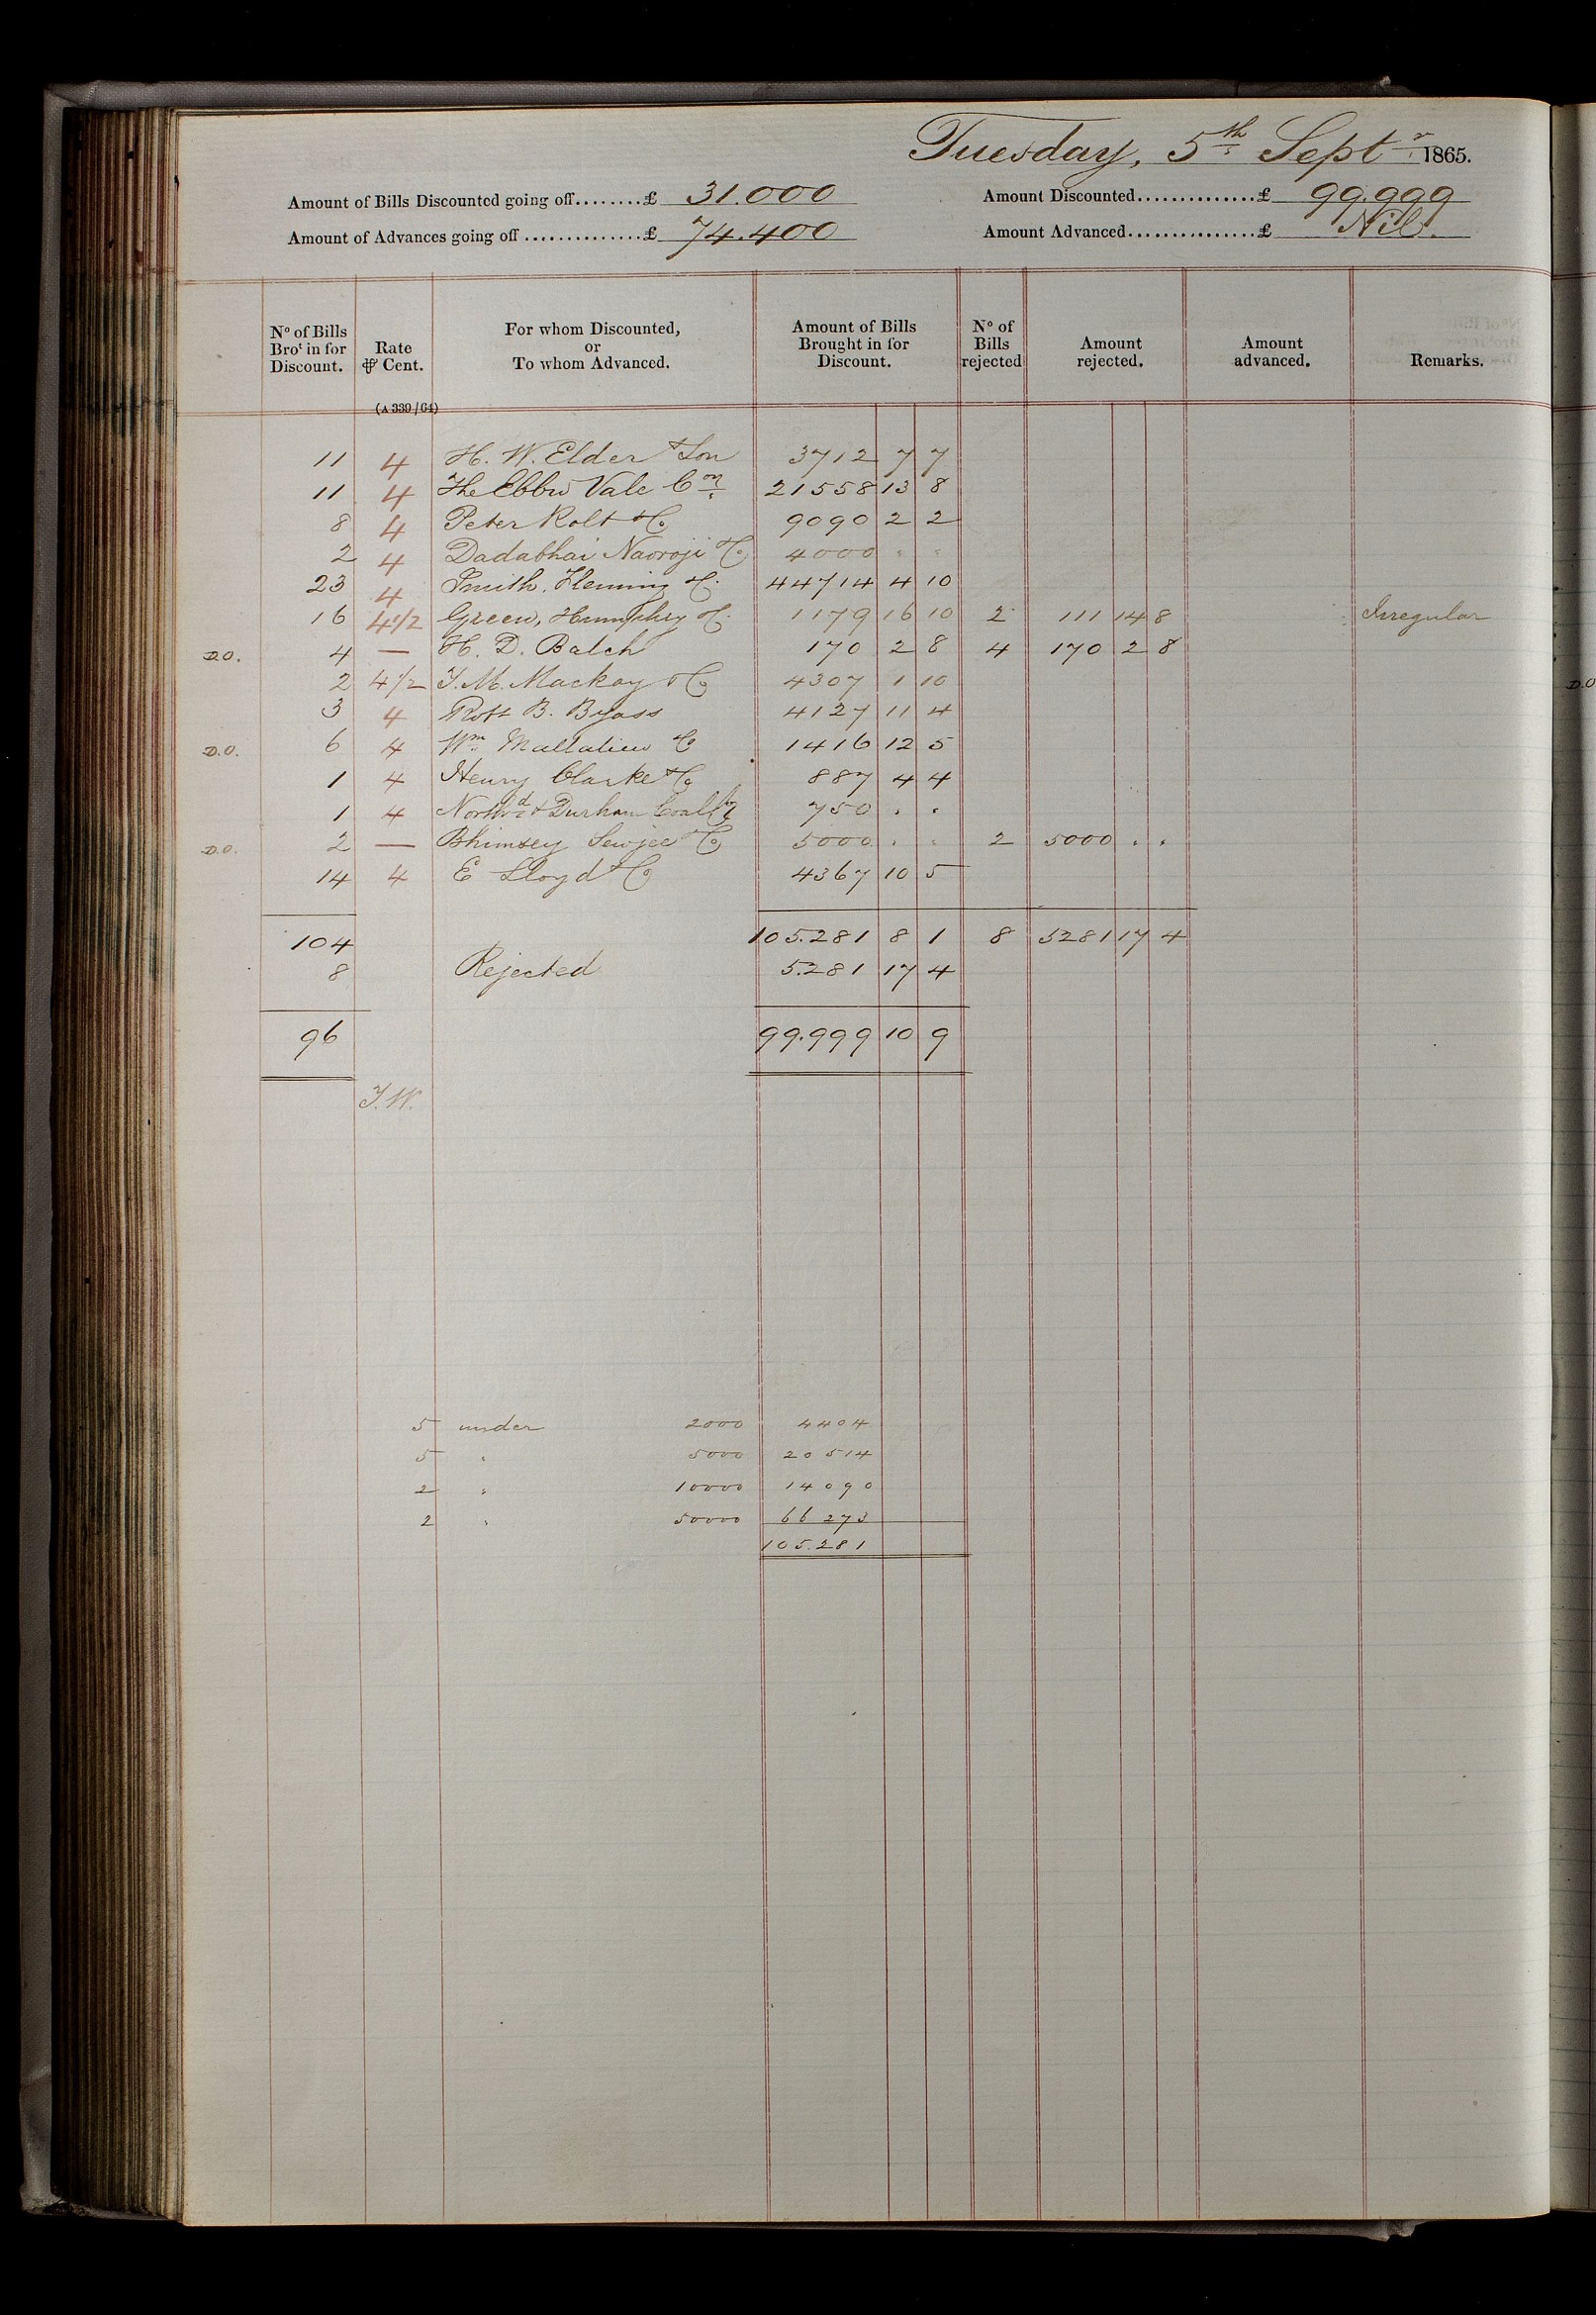 Tuesday, 5th Septr 1865.
Amount of Bills Discounted going off........£ 31.000 Amount Discounted..............£ 99.999
Amount of Advances going off ..............£ 74.400 Amount Advanced...............£ Nil.
No of Bills Brot in for Discount. Rate ⅌ Cent. For whom Discounted, or To whom Advanced. Amount of Bills Brought in for Discount. No of Bills rejected Amount rejected. Amount advanced. Remarks.
(A 339/64)
11 4 H. W. Elder & Son 3712 7 7
11 4 The Ebbw Vale Com 21558 13 8
8 4 Peter Rolt & Co 9090 2 2
2 4 Dadabhai Naoroji & Co 4000 " "
23 4 Smith, Fleming & Co 44714 4 10
16 4 1/2 Green, Humphrey & Co 1179 16 10 2 111 14 8 Irregular
D.O. 4 — H. D. Balch 170 2 8 4 170 2 8
2 4 1/2 J. M. Mackay & Co 4307 1 10
3 4 Robt B. Byass 4127 11 4
D.O. 6 4 Wm Mallalieu & Co 1416 12 5
1 4 Henry Clarke & Co 887 4 4
1 4 Northd & Durham Coal Co 750 . .
D.O. 2 — Bhimsey Sewjee & Co 5000 . . 2 5000 . .
14 4 E Lloyd & Co 4367 10 5
104 105.281 8 1 8 5281 17 4
8 Rejected 5.281 17 4
96 99.999 10 9
J.W.
5 under 2000 4404
5 " 5000 20514
2 " 10000 14090
2 " 50000 66273
105.281
D.O